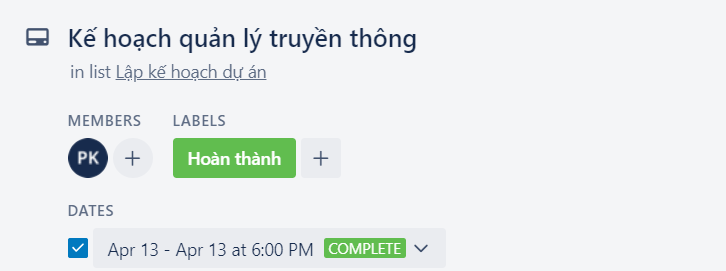 Kế hoạch quản lý truyền thông
in list Lập kế hoạch dự án
MEMBERS LABELS
PK + Hoàn thành +
DATES
Apr 13 - Apr 13 at 6:00 PM COMPLETE